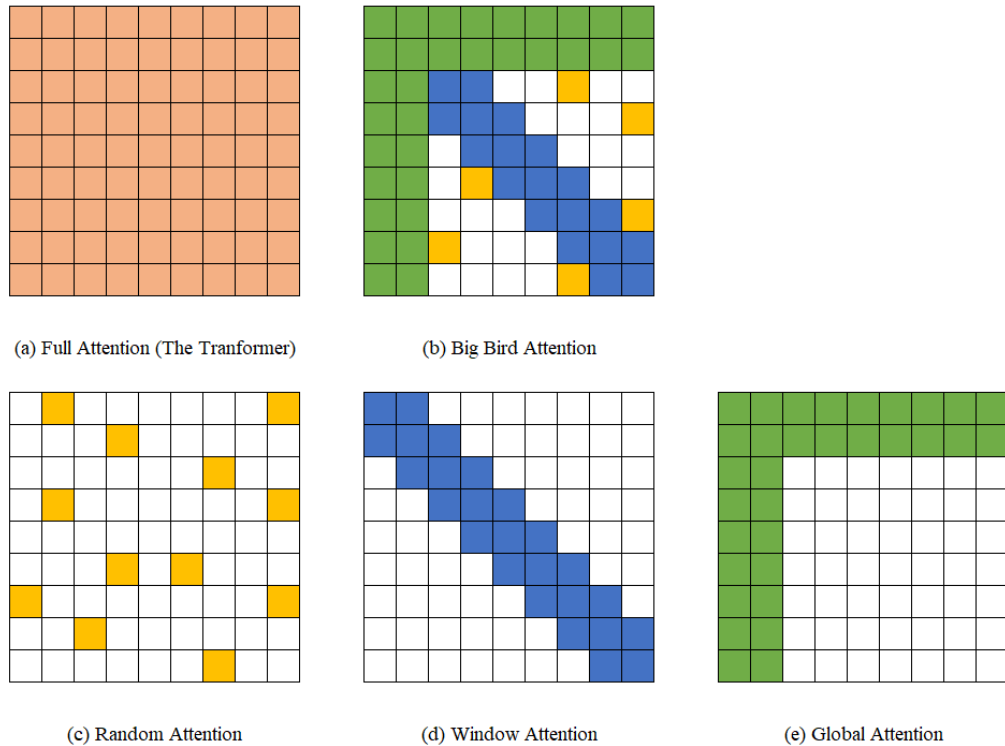 (a) Full Attention (The Tranformer)
(b) Big Bird Attention
(c) Random Attention
(d) Window Attention
(e) Global Attention